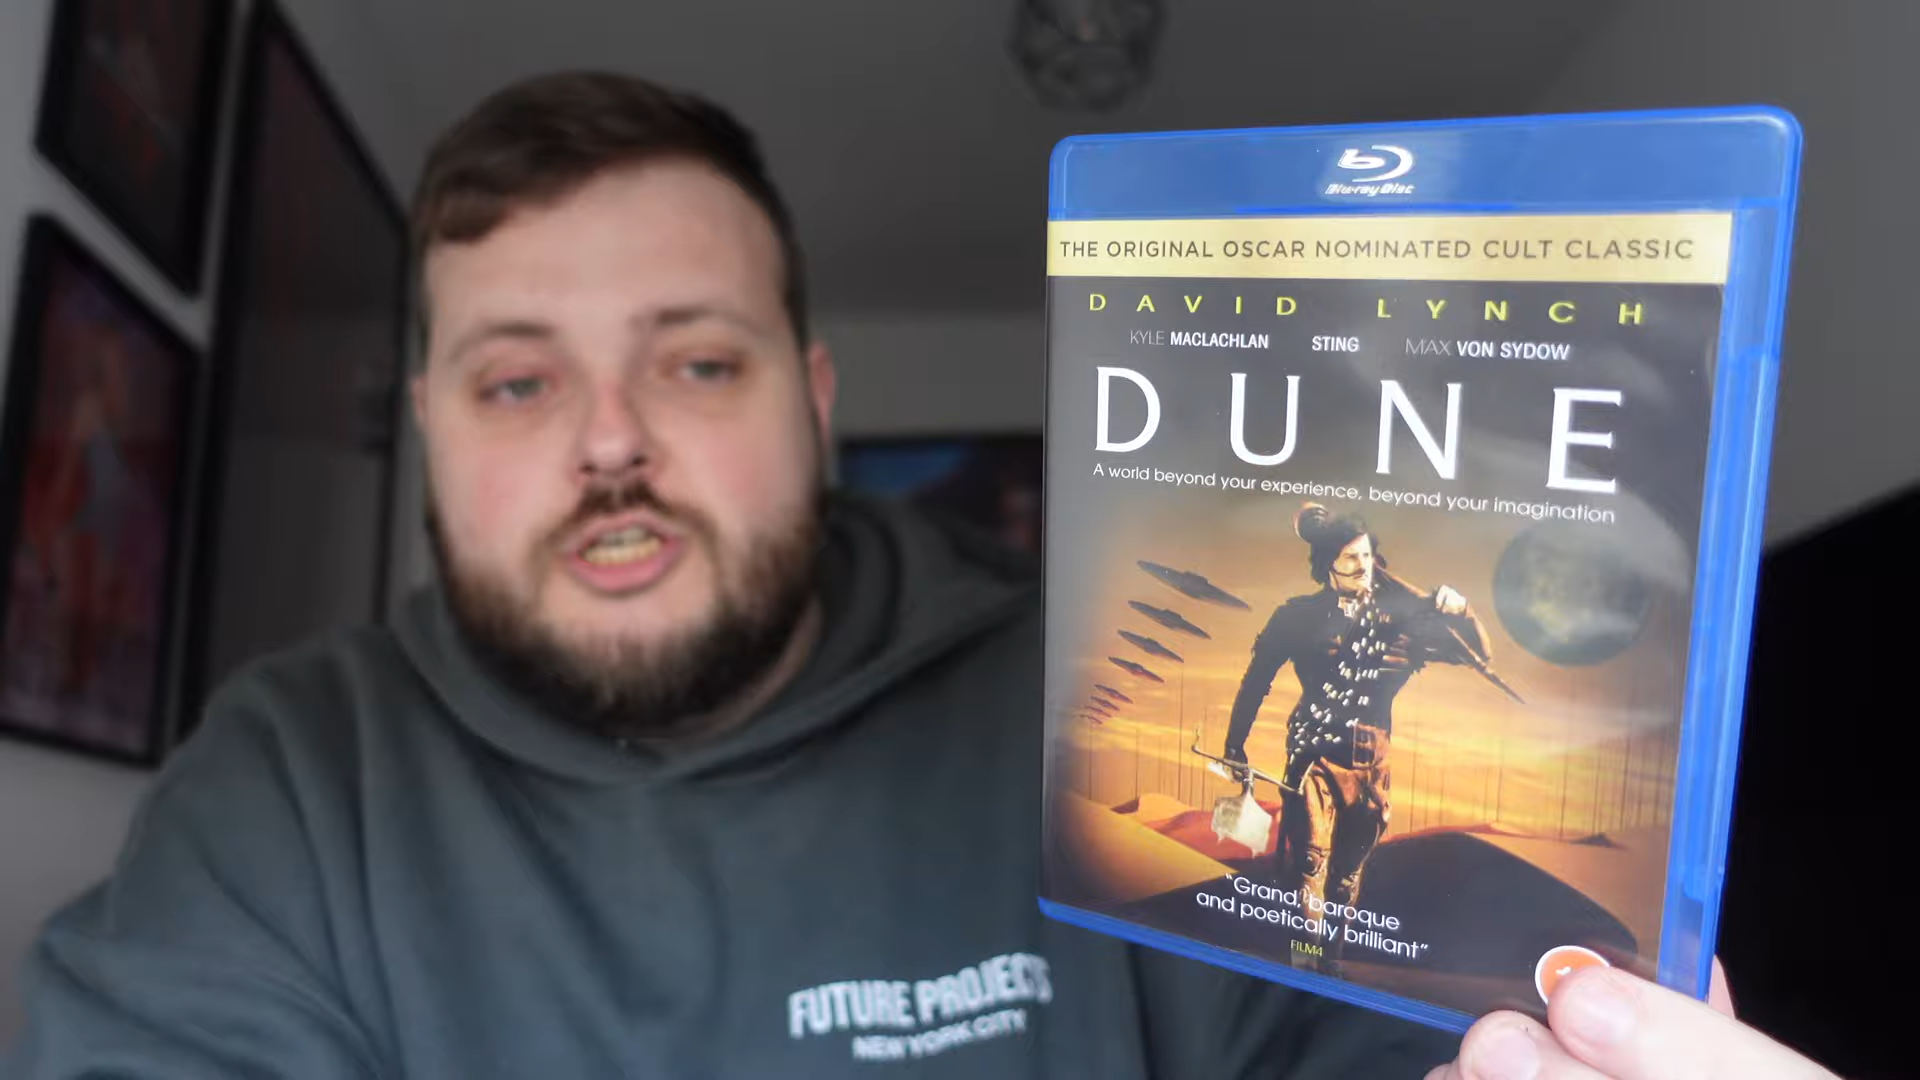 Blu-ray Disc
THE ORIGINAL OSCAR NOMINATED CULT CLASSIC
DAVID LYNCH
KYLE MACLACHLAN STING MAX VON SYDOW
DUNE
A world beyond your experience, beyond your imagination
"Grand, baroque
and poetically brilliant"
FILM4
FUTURE PROJECTS
NEW YORK CITY